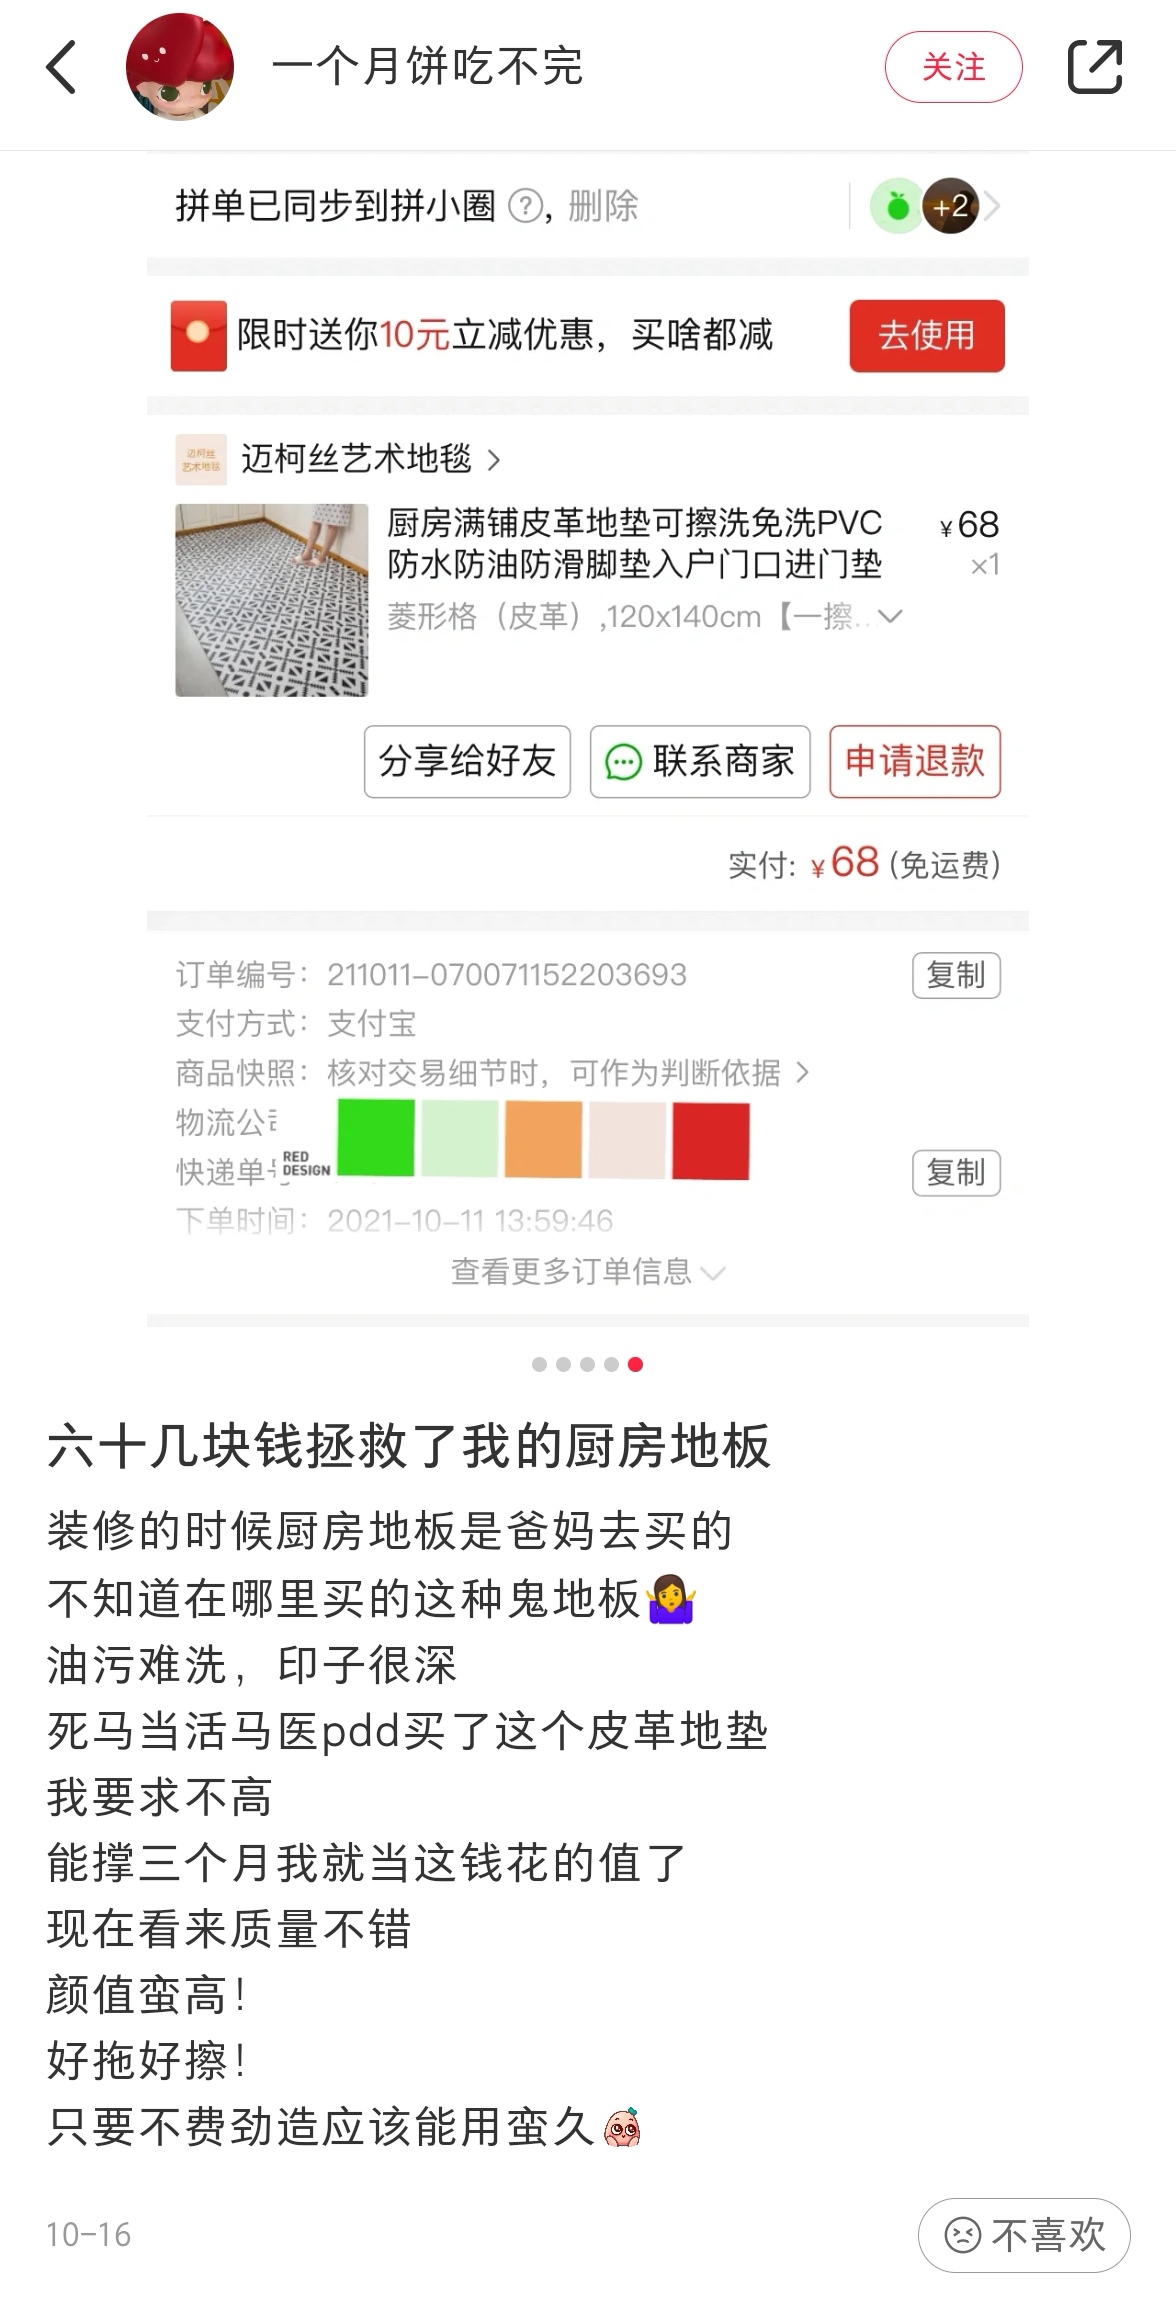 一个月饼吃不完
关注
拼单已同步到拼小圈?，删除
+2
限时送你10元立减优惠，买啥都减
去使用
迈柯丝
艺术地毯
迈柯丝艺术地毯
厨房满铺皮革地垫可擦洗免洗PVC
¥68
防水防油防滑脚垫入户门口进门垫
×1
菱形格（皮革）,120x140cm【一擦...
分享给好友
联系商家
申请退款
实付: ¥68 (免运费)
订单编号: 211011-070071152203693
复制
支付方式: 支付宝
商品快照: 核对交易细节时，可作为判断依据
物流公司
RED
DESIGN
快递单号
复制
下单时间: 2021-10-11 13:59:46
查看更多订单信息
六十几块钱拯救了我的厨房地板
装修的时候厨房地板是爸妈去买的
不知道在哪里买的这种鬼地板🤷‍♀️
油污难洗，印子很深
死马当活马医pdd买了这个皮革地垫
我要求不高
能撑三个月我就当这钱花的值了
现在看来质量不错
颜值蛮高！
好拖好擦！
只要不费劲造应该能用蛮久
10-16
不喜欢